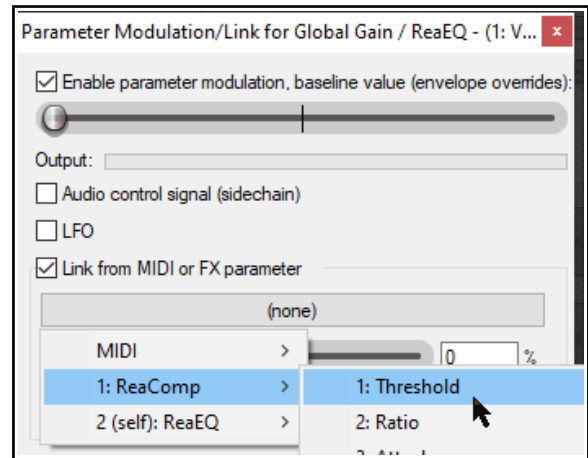 Parameter Modulation/Link for Global Gain / ReaEQ - (1: V... x
Enable parameter modulation, baseline value (envelope overrides):
Output:
Audio control signal (sidechain)
LFO
Link from MIDI or FX parameter
(none)
MIDI >
0 %
1: ReaComp > 1: Threshold
2 (self): ReaEQ > 2: Ratio